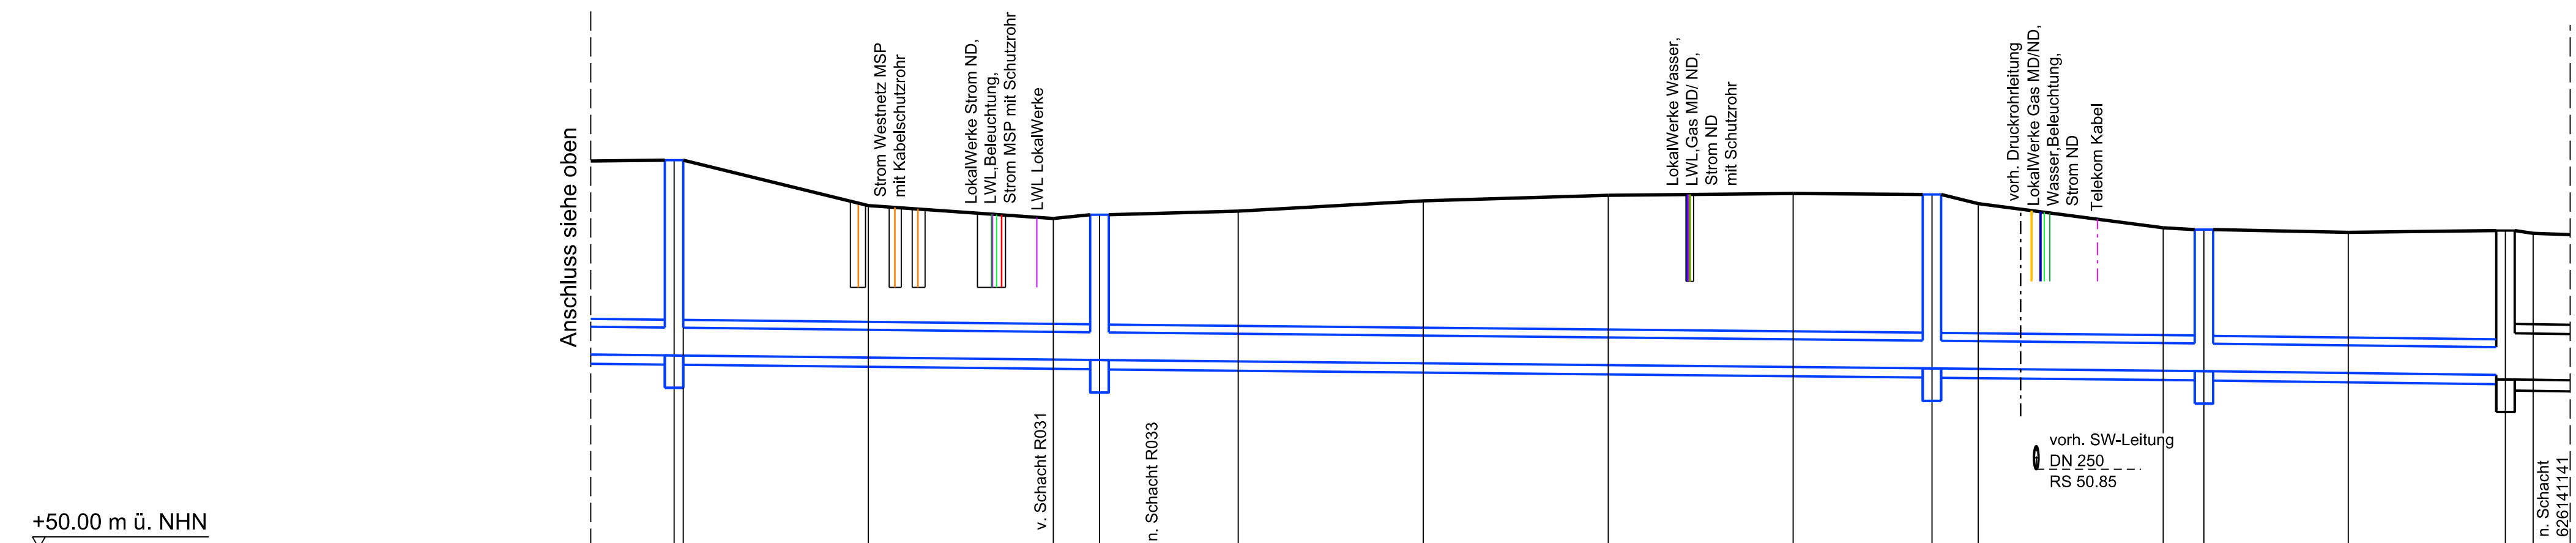 Anschluss siehe oben
Strom Westnetz MSP
mit Kabelschutzrohr
LokalWerke Strom ND,
LWL,Beleuchtung,
Strom MSP mit Schutzrohr
LWL LokalWerke
LokalWerke Wasser,
LWL,Gas MD/ ND,
Strom ND
mit Schutzrohr
vorh. Druckrohrleitung
LokalWerke Gas MD/ND,
Wasser,Beleuchtung,
Strom ND
Telekom Kabel
v. Schacht R031
n. Schacht R033
vorh. SW-Leitung
DN 250
RS 50.85
n. Schacht
626141141
+50.00 m ü. NHN